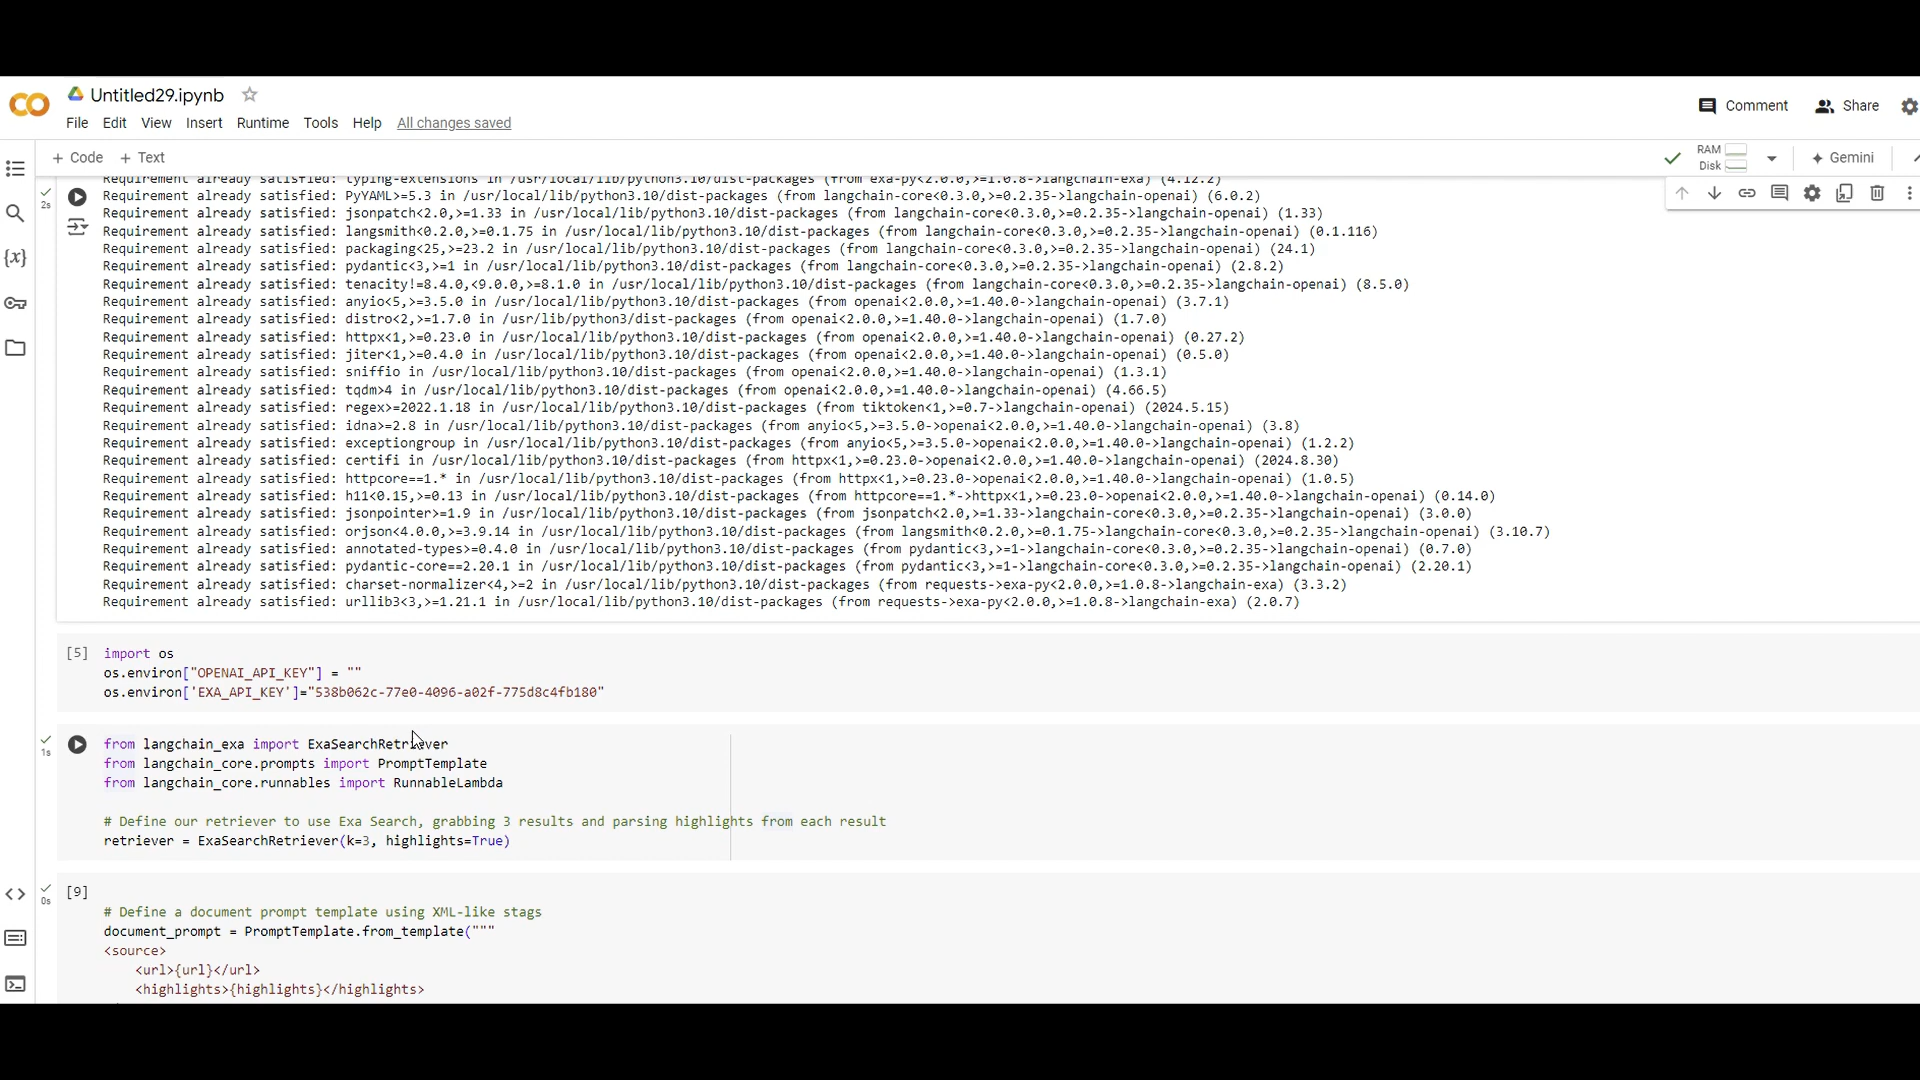 Untitled29.ipynb
Comment
Share
File Edit View Insert Runtime Tools Help All changes saved
+ Code + Text
RAM
Disk
Gemini
Requirement already satisfied: typing-extensions in /usr/local/lib/python3.10/dist-packages (from exa-py<2.0.0,>=1.0.8->langchain-exa) (4.12.2)
2s
Requirement already satisfied: PyYAML>=5.3 in /usr/local/lib/python3.10/dist-packages (from langchain-core<0.3.0,>=0.2.35->langchain-openai) (6.0.2)
Requirement already satisfied: jsonpatch<2.0,>=1.33 in /usr/local/lib/python3.10/dist-packages (from langchain-core<0.3.0,>=0.2.35->langchain-openai) (1.33)
Requirement already satisfied: langsmith<0.2.0,>=0.1.75 in /usr/local/lib/python3.10/dist-packages (from langchain-core<0.3.0,>=0.2.35->langchain-openai) (0.1.116)
Requirement already satisfied: packaging<25,>=23.2 in /usr/local/lib/python3.10/dist-packages (from langchain-core<0.3.0,>=0.2.35->langchain-openai) (24.1)
Requirement already satisfied: pydantic<3,>=1 in /usr/local/lib/python3.10/dist-packages (from langchain-core<0.3.0,>=0.2.35->langchain-openai) (2.8.2)
Requirement already satisfied: tenacity!=8.4.0,<9.0.0,>=8.1.0 in /usr/local/lib/python3.10/dist-packages (from langchain-core<0.3.0,>=0.2.35->langchain-openai) (8.5.0)
Requirement already satisfied: anyio<5,>=3.5.0 in /usr/local/lib/python3.10/dist-packages (from openai<2.0.0,>=1.40.0->langchain-openai) (3.7.1)
Requirement already satisfied: distro<2,>=1.7.0 in /usr/lib/python3/dist-packages (from openai<2.0.0,>=1.40.0->langchain-openai) (1.7.0)
Requirement already satisfied: httpx<1,>=0.23.0 in /usr/local/lib/python3.10/dist-packages (from openai<2.0.0,>=1.40.0->langchain-openai) (0.27.2)
Requirement already satisfied: jiter<1,>=0.4.0 in /usr/local/lib/python3.10/dist-packages (from openai<2.0.0,>=1.40.0->langchain-openai) (0.5.0)
Requirement already satisfied: sniffio in /usr/local/lib/python3.10/dist-packages (from openai<2.0.0,>=1.40.0->langchain-openai) (1.3.1)
Requirement already satisfied: tqdm>4 in /usr/local/lib/python3.10/dist-packages (from openai<2.0.0,>=1.40.0->langchain-openai) (4.66.5)
Requirement already satisfied: regex>=2022.1.18 in /usr/local/lib/python3.10/dist-packages (from tiktoken<1,>=0.7->langchain-openai) (2024.5.15)
Requirement already satisfied: idna>=2.8 in /usr/local/lib/python3.10/dist-packages (from anyio<5,>=3.5.0->openai<2.0.0,>=1.40.0->langchain-openai) (3.8)
Requirement already satisfied: exceptiongroup in /usr/local/lib/python3.10/dist-packages (from anyio<5,>=3.5.0->openai<2.0.0,>=1.40.0->langchain-openai) (1.2.2)
Requirement already satisfied: certifi in /usr/local/lib/python3.10/dist-packages (from httpx<1,>=0.23.0->openai<2.0.0,>=1.40.0->langchain-openai) (2024.8.30)
Requirement already satisfied: httpcore==1.* in /usr/local/lib/python3.10/dist-packages (from httpx<1,>=0.23.0->openai<2.0.0,>=1.40.0->langchain-openai) (1.0.5)
Requirement already satisfied: h11<0.15,>=0.13 in /usr/local/lib/python3.10/dist-packages (from httpcore==1.*->httpx<1,>=0.23.0->openai<2.0.0,>=1.40.0->langchain-openai) (0.14.0)
Requirement already satisfied: jsonpointer>=1.9 in /usr/local/lib/python3.10/dist-packages (from jsonpatch<2.0,>=1.33->langchain-core<0.3.0,>=0.2.35->langchain-openai) (3.0.0)
Requirement already satisfied: orjson<4.0.0,>=3.9.14 in /usr/local/lib/python3.10/dist-packages (from langsmith<0.2.0,>=0.1.75->langchain-core<0.3.0,>=0.2.35->langchain-openai) (3.10.7)
Requirement already satisfied: annotated-types>=0.4.0 in /usr/local/lib/python3.10/dist-packages (from pydantic<3,>=1->langchain-core<0.3.0,>=0.2.35->langchain-openai) (0.7.0)
Requirement already satisfied: pydantic-core==2.20.1 in /usr/local/lib/python3.10/dist-packages (from pydantic<3,>=1->langchain-core<0.3.0,>=0.2.35->langchain-openai) (2.20.1)
Requirement already satisfied: charset-normalizer<4,>=2 in /usr/local/lib/python3.10/dist-packages (from requests->exa-py<2.0.0,>=1.0.8->langchain-exa) (3.3.2)
Requirement already satisfied: urllib3<3,>=1.21.1 in /usr/local/lib/python3.10/dist-packages (from requests->exa-py<2.0.0,>=1.0.8->langchain-exa) (2.0.7)
[5] import os
os.environ["OPENAI_API_KEY"] = ""
os.environ['EXA_API_KEY']="538b062c-77e0-4096-a02f-775d8c4fb180"
1s
from langchain_exa import ExaSearchRetriever
from langchain_core.prompts import PromptTemplate
from langchain_core.runnables import RunnableLambda
# Define our retriever to use Exa Search, grabbing 3 results and parsing highlights from each result
retriever = ExaSearchRetriever(k=3, highlights=True)
0s
[9]
# Define a document prompt template using XML-like stags
document_prompt = PromptTemplate.from_template("""
<source>
<url>{url}</url>
<highlights>{highlights}</highlights>